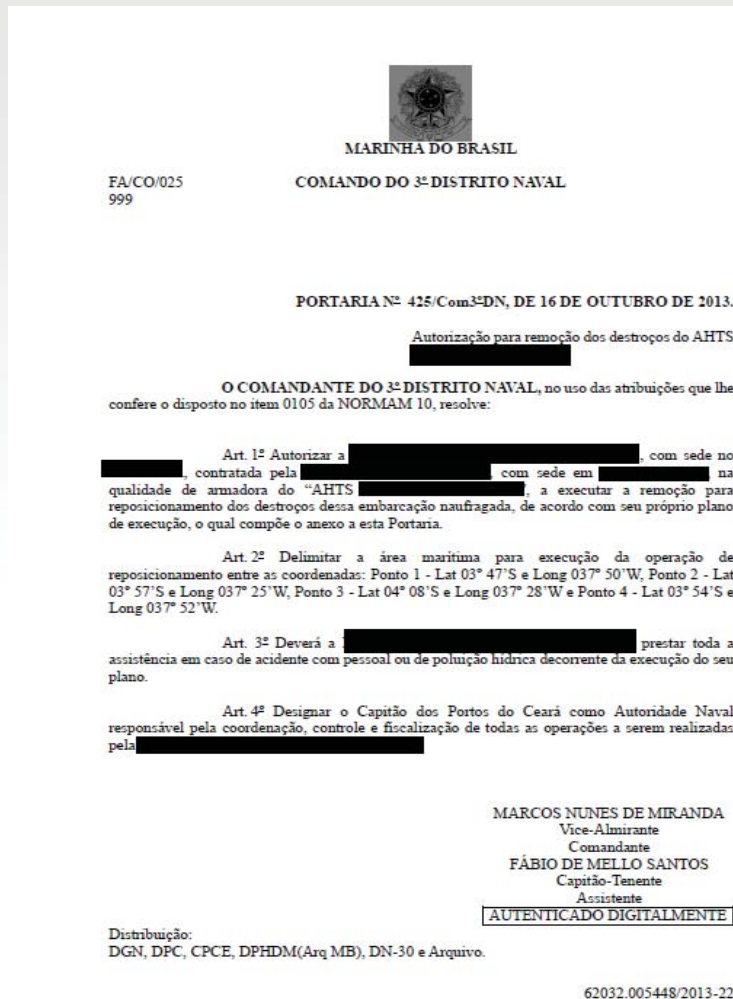 MARINHA DO BRASIL
FA/CO/025 COMANDO DO 3º DISTRITO NAVAL
999
PORTARIA Nº 425/Com3ºDN, DE 16 DE OUTUBRO DE 2013.
Autorização para remoção dos destroços do AHTS
O COMANDANTE DO 3º DISTRITO NAVAL, no uso das atribuições que lhe
confere o disposto no item 0105 da NORMAM 10, resolve:
Art. 1º Autorizar a , com sede no
, contratada pela , com sede em , na
qualidade de armadora do “AHTS ”, a executar a remoção para
reposicionamento dos destroços dessa embarcação naufragada, de acordo com seu próprio plano
de execução, o qual compõe o anexo a esta Portaria.
Art. 2º Delimitar a área marítima para execução da operação de
reposicionamento entre as coordenadas: Ponto 1 - Lat 03° 47’S e Long 037° 50’W, Ponto 2 - Lat
03° 57’S e Long 037° 25’W, Ponto 3 - Lat 04° 08’S e Long 037° 28’W e Ponto 4 - Lat 03° 54’S e
Long 037° 52’W.
Art. 3º Deverá a prestar toda a
assistência em caso de acidente com pessoal ou de poluição hídrica decorrente da execução do seu
plano.
Art. 4º Designar o Capitão dos Portos do Ceará como Autoridade Naval
responsável pela coordenação, controle e fiscalização de todas as operações a serem realizadas
pela
MARCOS NUNES DE MIRANDA
Vice-Almirante
Comandante
FÁBIO DE MELLO SANTOS
Capitão-Tenente
Assistente
AUTENTICADO DIGITALMENTE
Distribuição:
DGN, DPC, CPCE, DPHDM(Arq MB), DN-30 e Arquivo.
62032.005448/2013-22